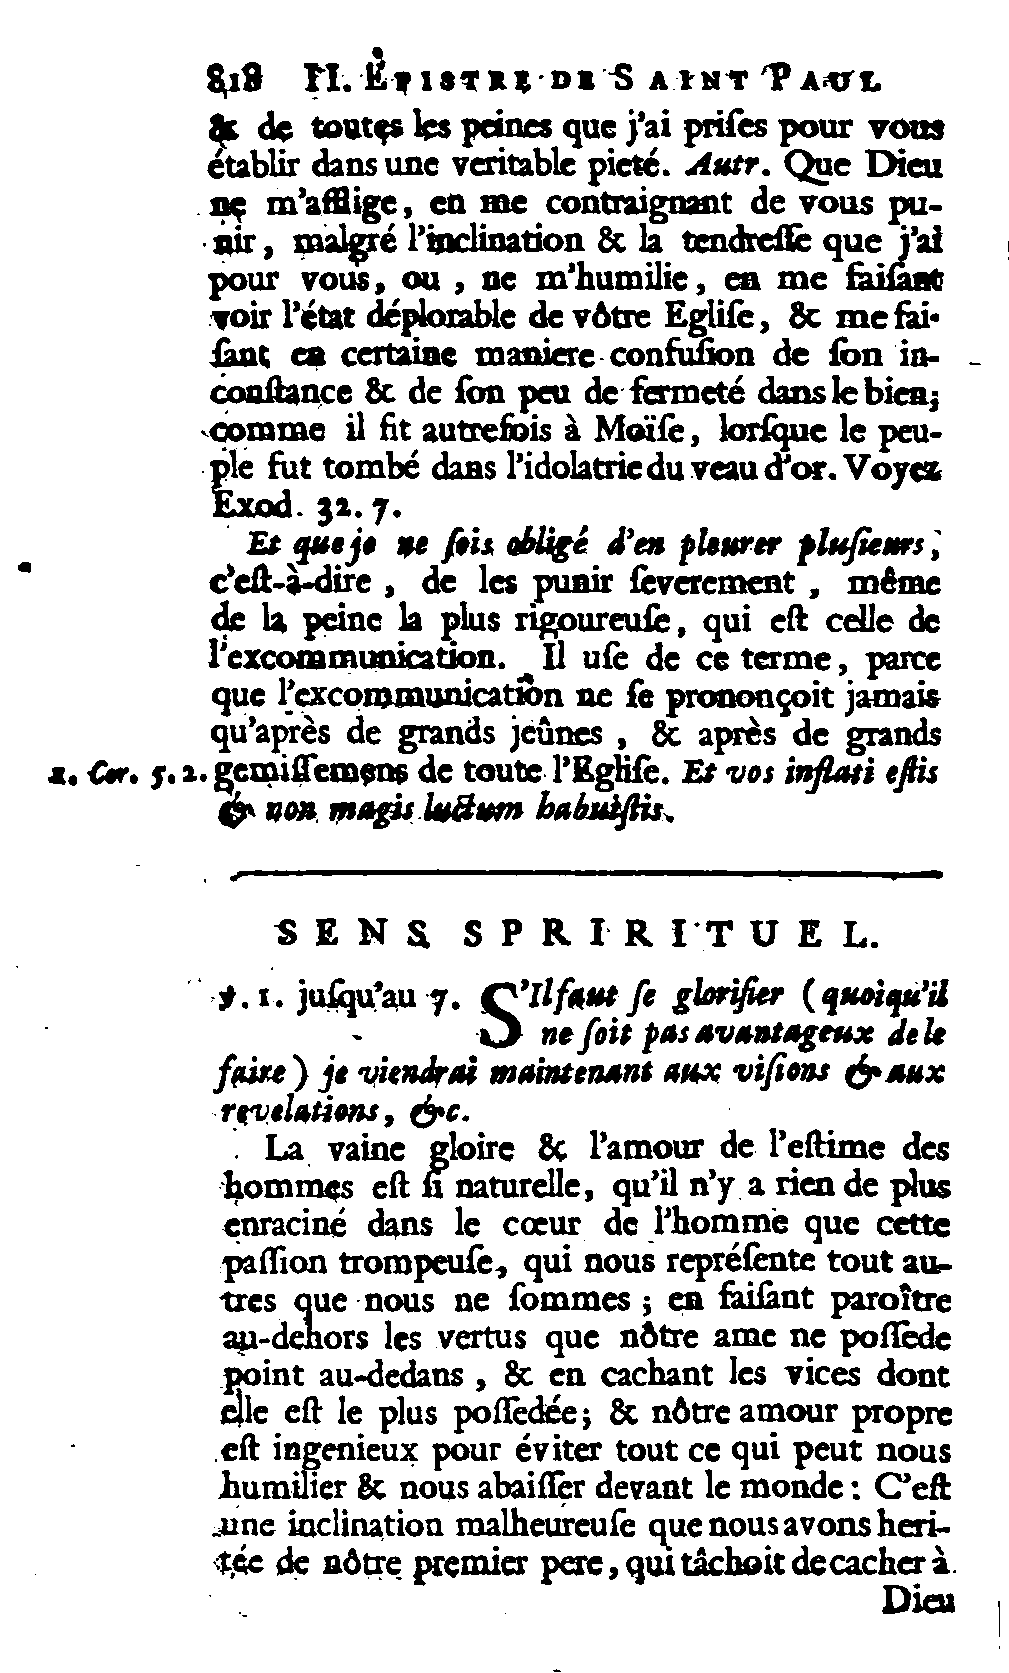 818 II. ÉPISTRE DE SAINT PAUL
& de toutes les peines que j'ai priſes pour vous
établir dans une veritable pieté. Autr. Que Dieu
ne m'afflige, en me contraignant de vous pu-
nir, malgré l'inclination & la tendreſſe que j'ai
pour vous, ou, ne m'humilie, en me faiſant
voir l'état déplorable de vôtre Egliſe, & me fai-
ſant en certaine maniere confuſion de ſon in-
conſtance & de ſon peu de fermeté dans le bien;
comme il fit autrefois à Moïſe, lorſque le peu-
ple fut tombé dans l'idolatrie du veau d'or. Voyez
Exod. 32. 7.
Et que je ne ſois obligé d'en pleurer pluſieurs;
c'eſt-à-dire, de les punir ſeverement, même
de la peine la plus rigoureuſe, qui eſt celle de
l'excommunication. Il uſe de ce terme, parce
que l'excommunication ne ſe prononçoit jamais
qu'après de grands jeûnes, & après de grands
1. Cor. 5. 2. gemiſſemens de toute l'Egliſe. Et vos inflati eſtis
& non magis luctum habuiſtis.
SENS SPRIRITUEL.
℣. 1. juſqu'au 7. S'Il faut ſe glorifier (quoiqu'il
ne ſoit pas avantageux de le
faire) je viendrai maintenant aux viſions & aux
revelations, &c.
La vaine gloire & l'amour de l'eſtime des
hommes eſt ſi naturelle, qu'il n'y a rien de plus
enraciné dans le cœur de l'homme que cette
paſſion trompeuſe, qui nous repréſente tout au-
tres que nous ne ſommes; en faiſant paroître
au-dehors les vertus que nôtre ame ne poſſede
point au-dedans, & en cachant les vices dont
elle eſt le plus poſſedée; & nôtre amour propre
eſt ingenieux pour éviter tout ce qui peut nous
humilier & nous abaiſſer devant le monde: C'eſt
une inclination malheureuſe que nous avons heri-
tée de nôtre premier pere, qui tâchoit de cacher à
Dieu